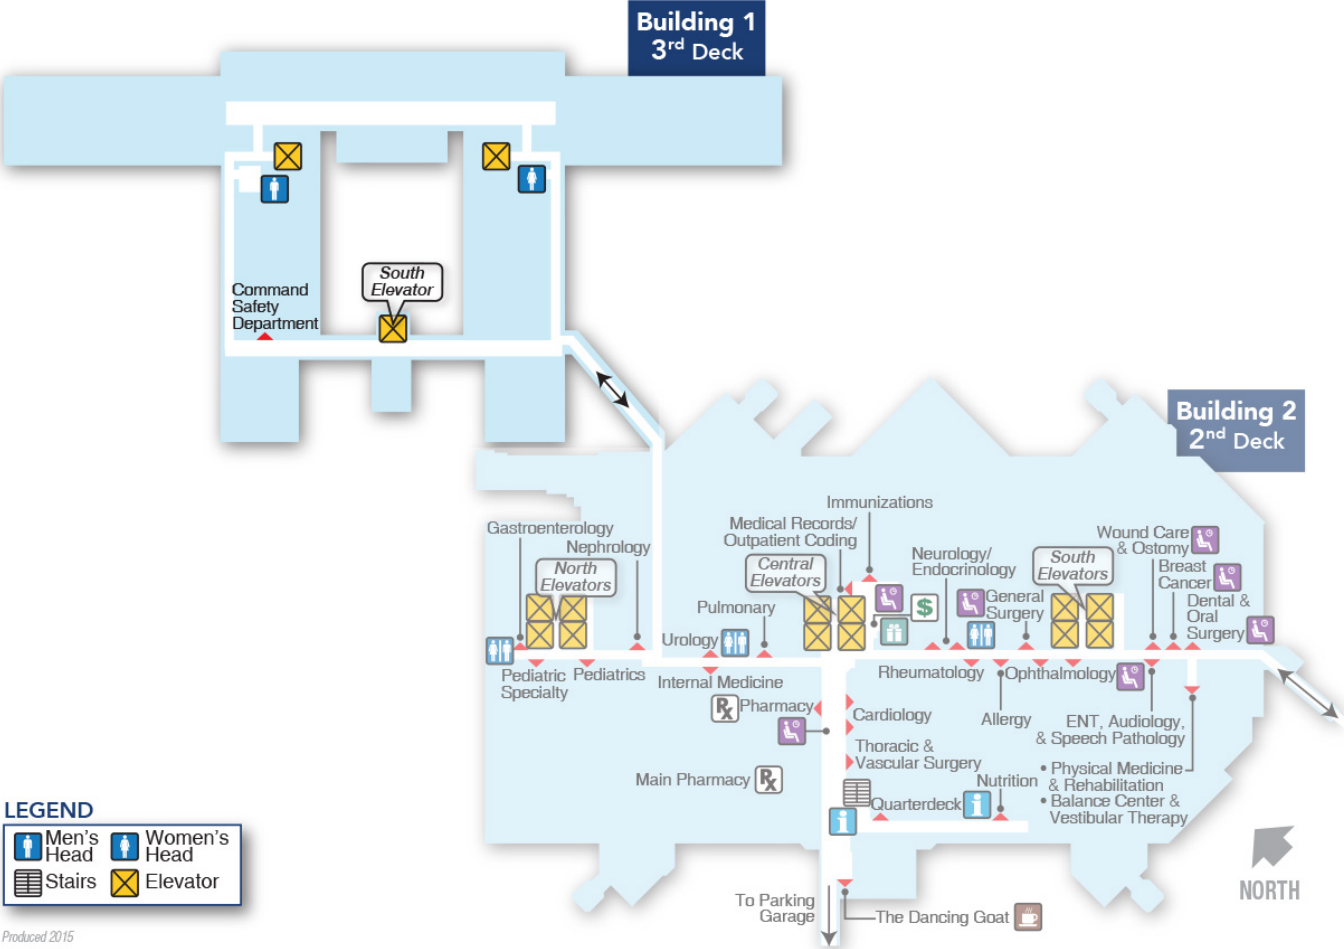 Building 1
3rd Deck
South
Elevator
Command
Safety
Department
Building 2
2nd Deck
Immunizations
Medical Records/
Outpatient Coding
Gastroenterology
Nephrology
North
Elevators
Central
Elevators
Neurology/
Endocrinology
South
Elevators
Wound Care
& Ostomy
Breast
Cancer
Dental &
Oral
Surgery
General
Surgery
$
Pulmonary
Urology
Pediatric
Specialty
Pediatrics
Internal Medicine
Rheumatology
Ophthalmology
Rx Pharmacy
Cardiology
Allergy
ENT, Audiology,
& Speech Pathology
Thoracic &
Vascular Surgery
Main Pharmacy Rx
Nutrition
• Physical Medicine
& Rehabilitation
• Balance Center &
Vestibular Therapy
Quarterdeck i
i
NORTH
To Parking
Garage
The Dancing Goat
LEGEND
Men's
Head
Women's
Head
Stairs
Elevator
Produced 2015